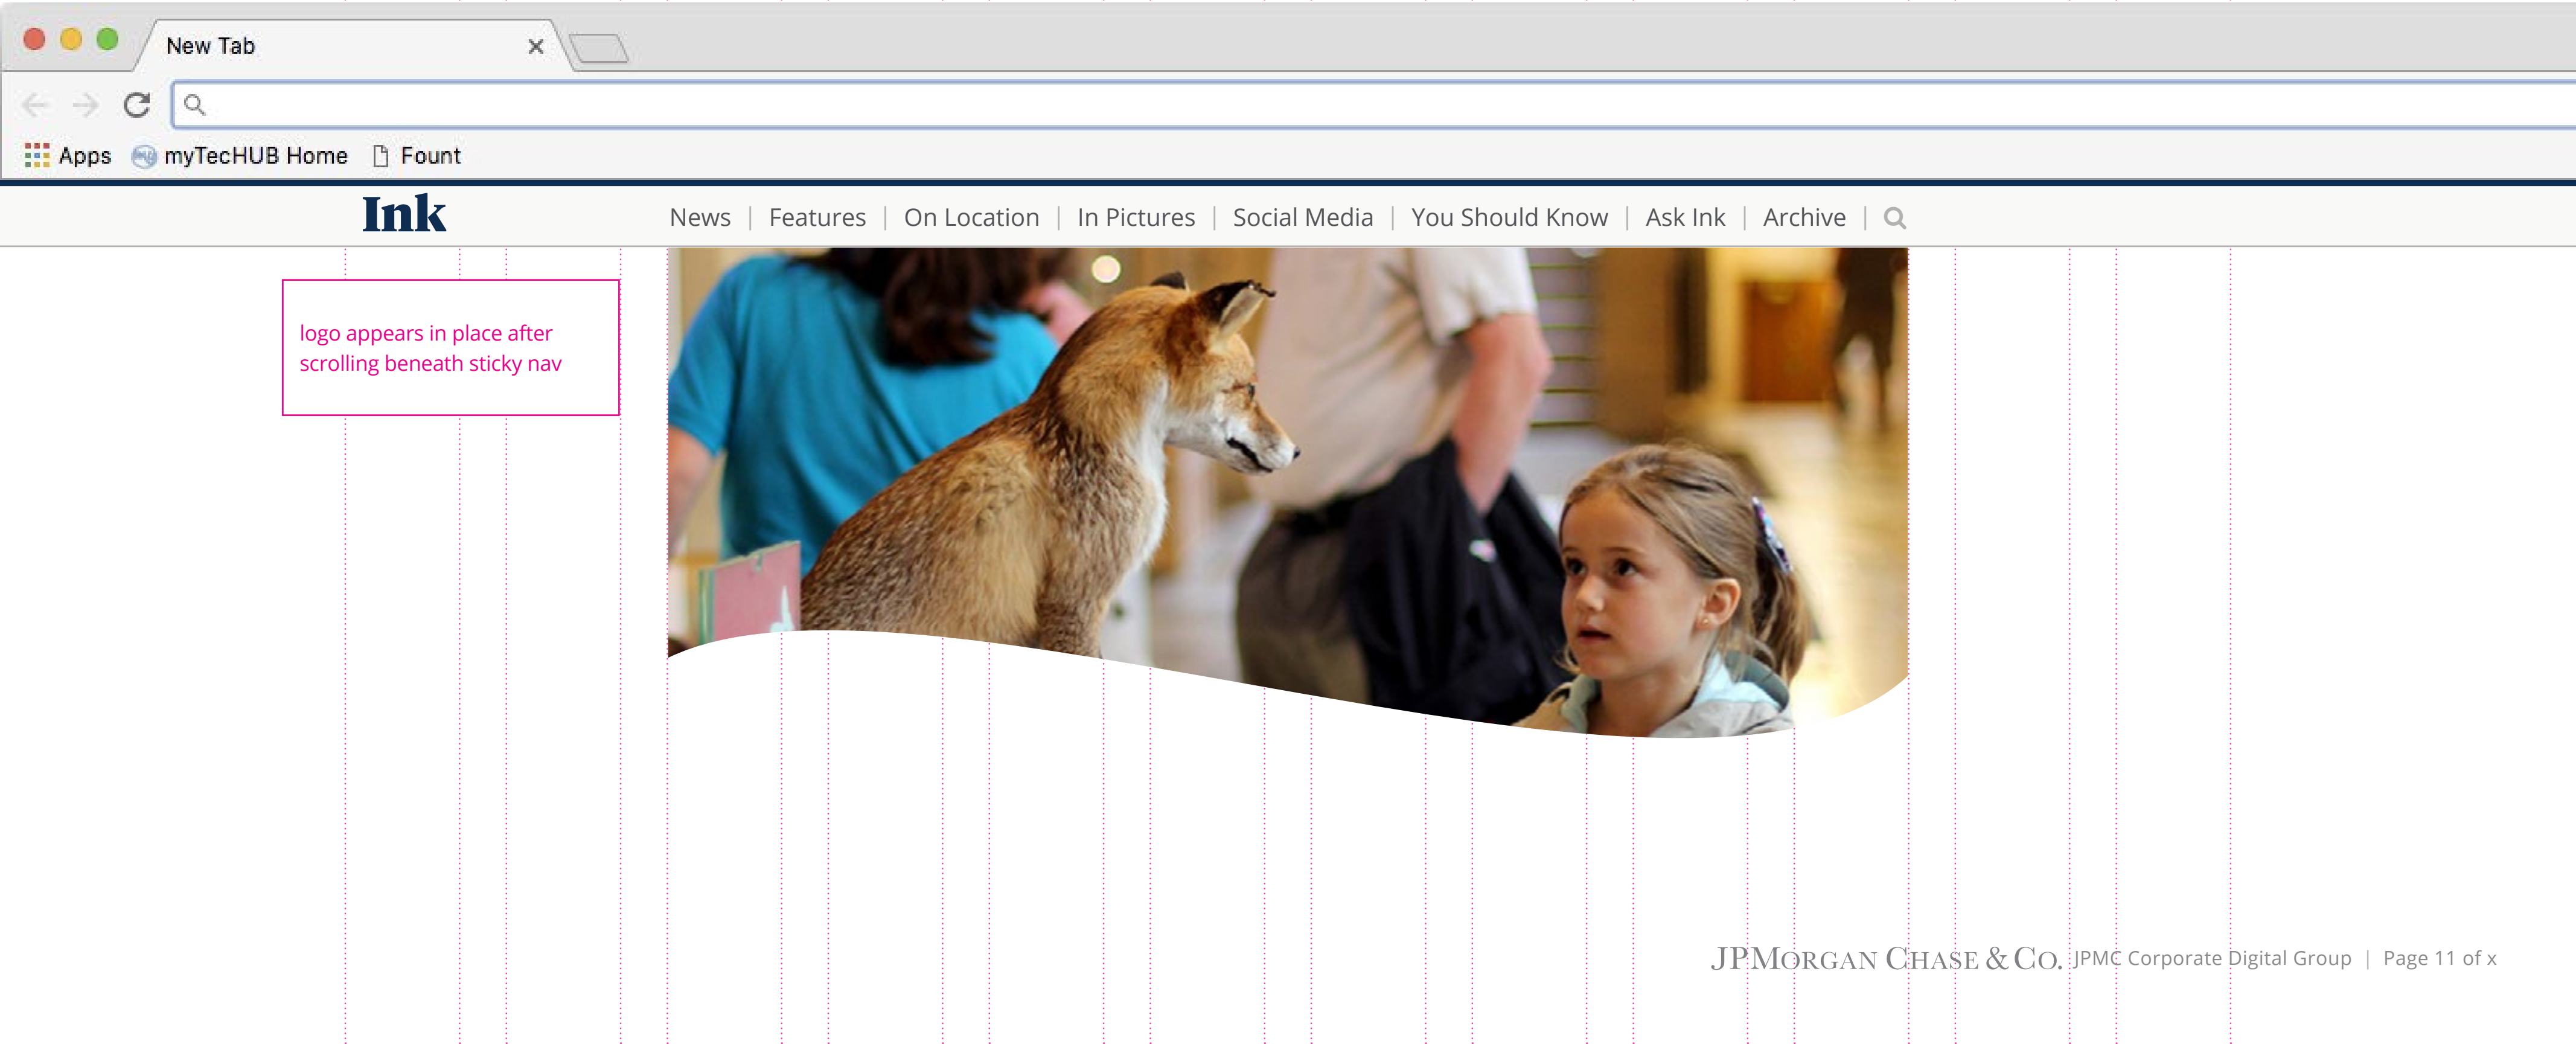 New Tab
Apps myTecHUB Home Fount
Ink
News | Features | On Location | In Pictures | Social Media | You Should Know | Ask Ink | Archive |
logo appears in place after
scrolling beneath sticky nav
JPMORGAN CHASE & CO. JPMC Corporate Digital Group | Page 11 of x